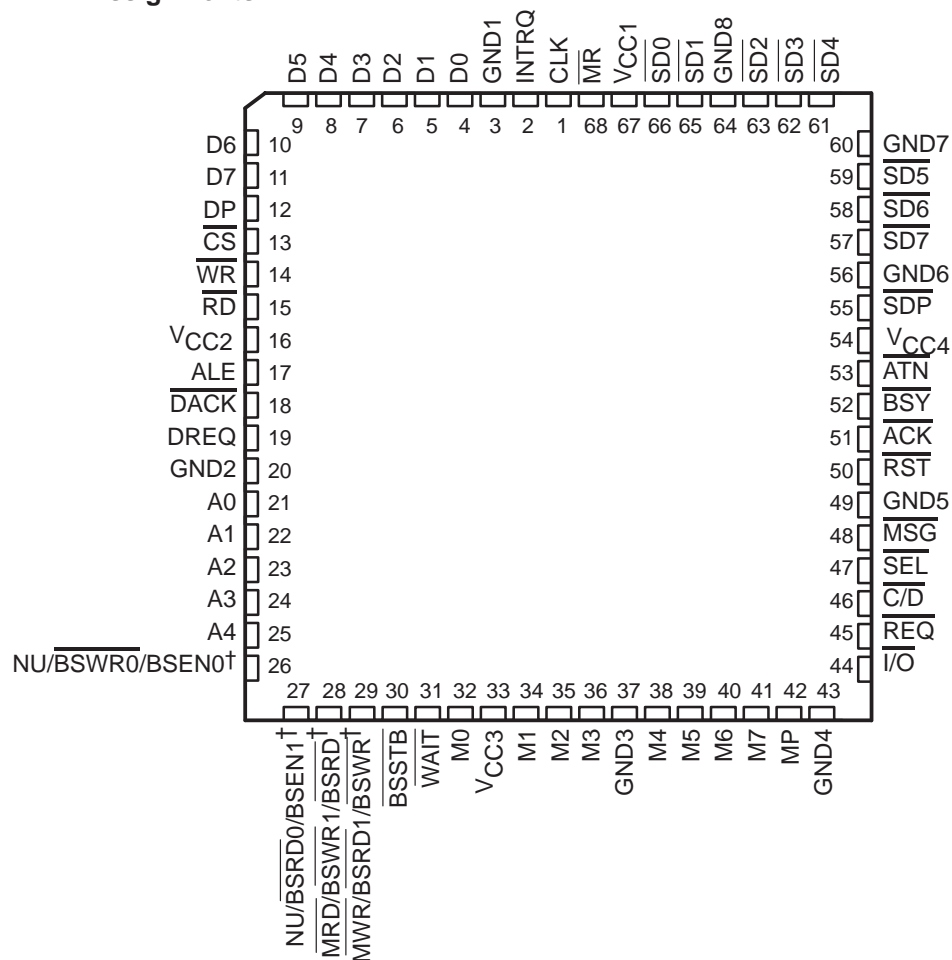 D5 D4 D3 D2 D1 D0 GND1 INTRQ CLK MR VCC1 SD0 SD1 GND8 SD2 SD3 SD4
9 8 7 6 5 4 3 2 1 68 67 66 65 64 63 62 61
D6 10 60 GND7
D7 11 59 SD5
DP 12 58 SD6
CS 13 57 SD7
WR 14 56 GND6
RD 15 55 SDP
VCC2 16 54 VCC4
ALE 17 53 ATN
DACK 18 52 BSY
DREQ 19 51 ACK
GND2 20 50 RST
A0 21 49 GND5
A1 22 48 MSG
A2 23 47 SEL
A3 24 46 C/D
A4 25 45 REQ
NU/BSWR0/BSEN0† 26 44 I/O
27 28 29 30 31 32 33 34 35 36 37 38 39 40 41 42 43
NU/BSRD0/BSEN1† MRD/BSWR1/BSRD† MWR/BSRD1/BSWR† BSSTB WAIT M0 VCC3 M1 M2 M3 GND3 M4 M5 M6 M7 MP GND4